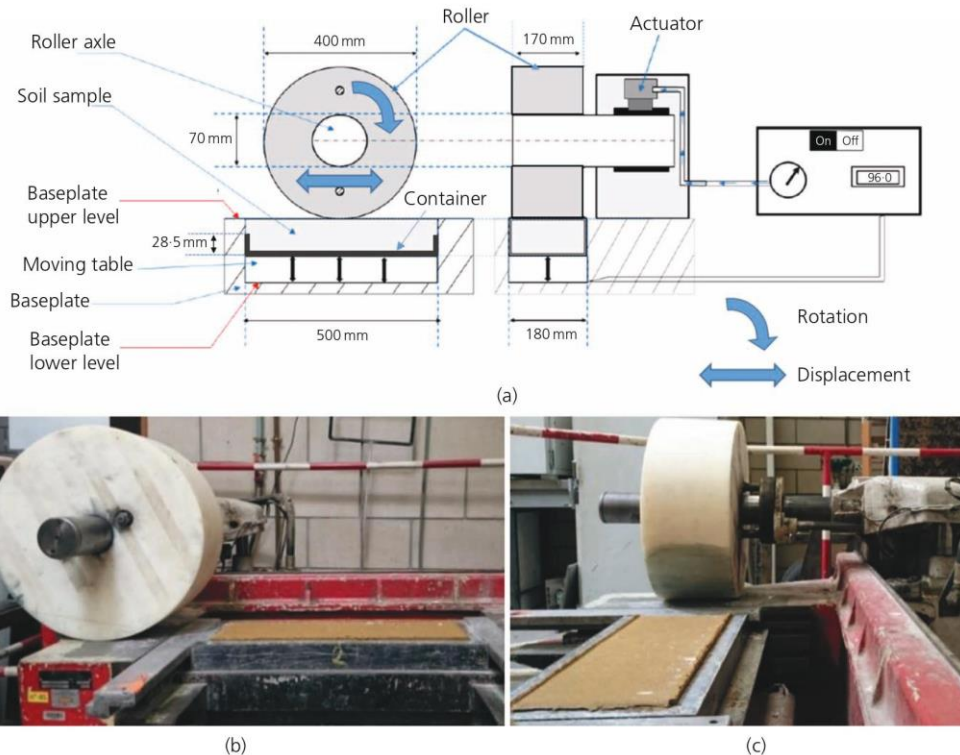 Roller
400 mm
170 mm
Actuator
Roller axle
Soil sample
70 mm
On Off
96·0
Baseplate
upper level
Container
28·5 mm
Moving table
Baseplate
Baseplate
lower level
500 mm
180 mm
Rotation
Displacement
(a)
(b)
(c)